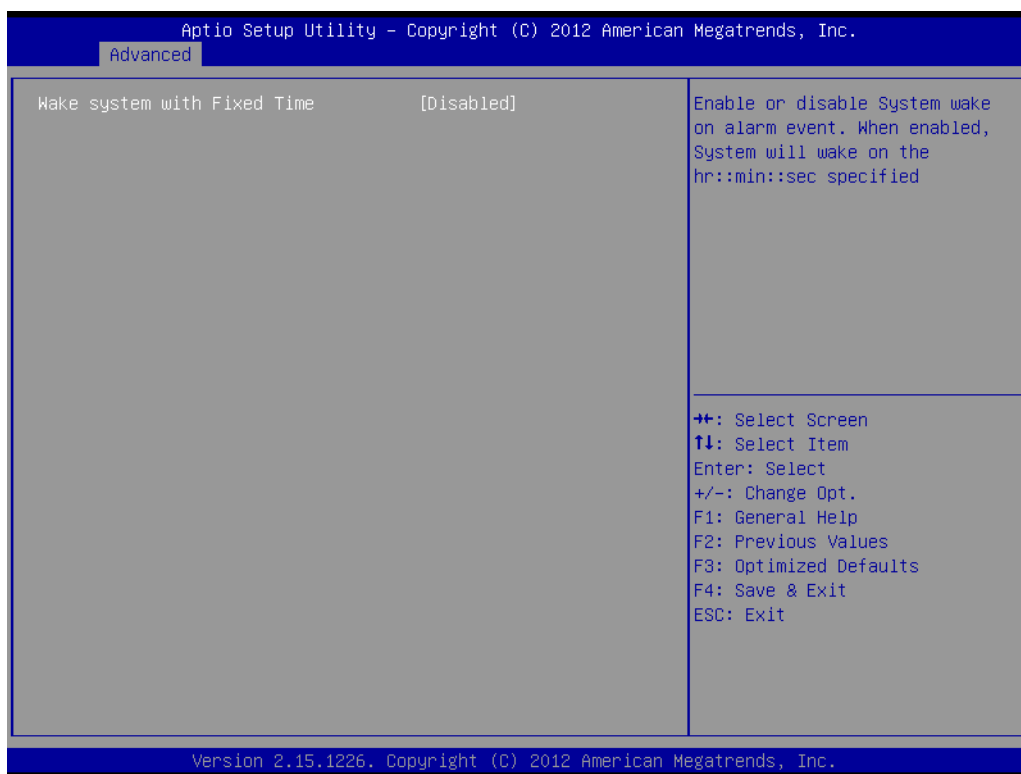 Aptio Setup Utility – Copyright (C) 2012 American Megatrends, Inc.
Advanced
Wake system with Fixed Time [Disabled]
Enable or disable System wake
on alarm event. When enabled,
System will wake on the
hr::min::sec specified
→←: Select Screen
↑↓: Select Item
Enter: Select
+/-: Change Opt.
F1: General Help
F2: Previous Values
F3: Optimized Defaults
F4: Save & Exit
ESC: Exit
Version 2.15.1226. Copyright (C) 2012 American Megatrends, Inc.